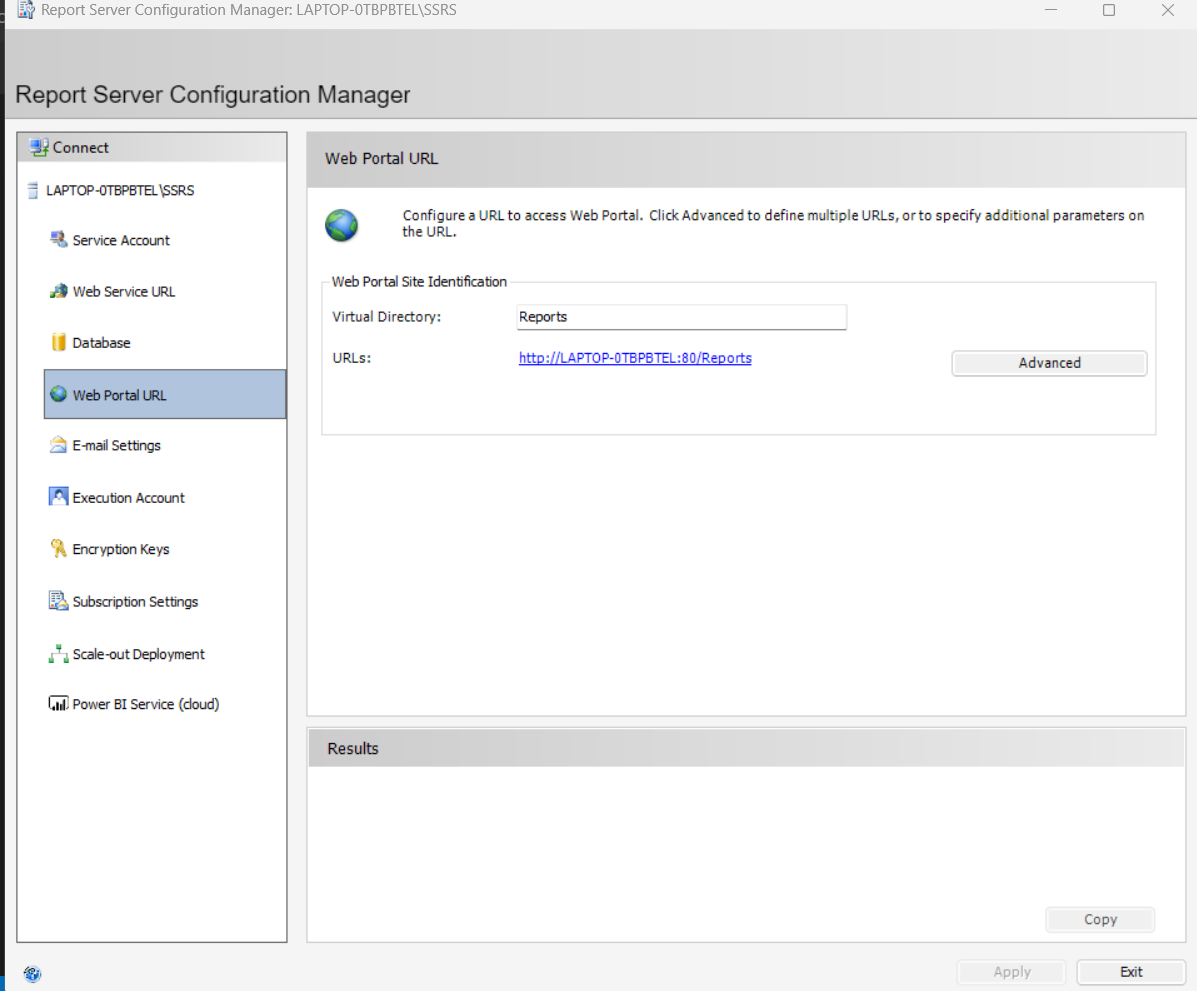 Report Server Configuration Manager: LAPTOP-0TBPBTEL\SSRS
Report Server Configuration Manager
Connect
LAPTOP-0TBPBTEL\SSRS
Service Account
Web Service URL
Database
Web Portal URL
E-mail Settings
Execution Account
Encryption Keys
Subscription Settings
Scale-out Deployment
Power BI Service (cloud)
Web Portal URL
Configure a URL to access Web Portal.  Click Advanced to define multiple URLs, or to specify additional parameters on
the URL.
Web Portal Site Identification
Virtual Directory: Reports
URLs: http://LAPTOP-0TBPBTEL:80/Reports
Advanced
Results
Copy
Apply
Exit